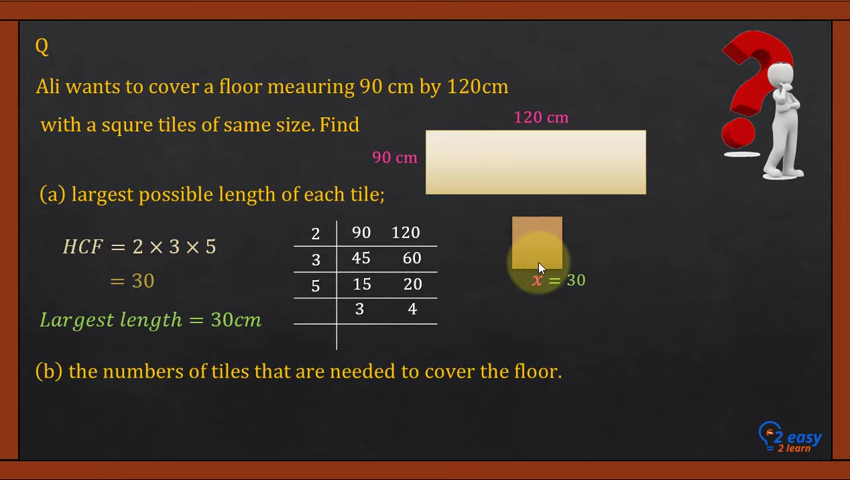 Q
Ali wants to cover a floor meauring 90 cm by 120cm
with a squre tiles of same size. Find
120 cm
90 cm
(a) largest possible length of each tile;
HCF = 2 × 3 × 5
= 30
Largest length = 30cm
2 90 120
3 45 60
5 15 20
3 4
x = 30
(b) the numbers of tiles that are needed to cover the floor.
2 easy
2 learn